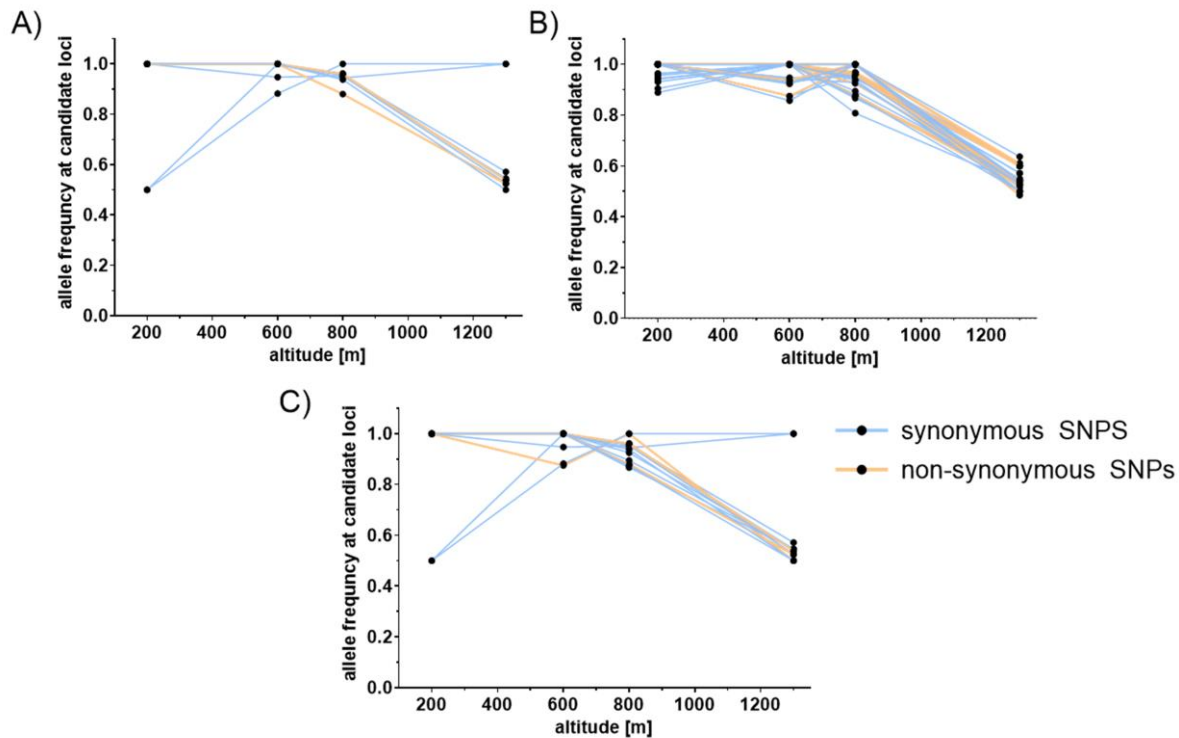 A)
allele frequncy at candidate loci
1.0
0.8
0.6
0.4
0.2
0.0
200 400 600 800 1000 1200
altitude [m]
B)
allele frequncy at candidate loci
1.0
0.8
0.6
0.4
0.2
0.0
200 400 600 800 1000 1200
altitude [m]
C)
allele frequncy at candidate loci
1.0
0.8
0.6
0.4
0.2
0.0
200 400 600 800 1000 1200
altitude [m]
synonymous SNPS
non-synonymous SNPs